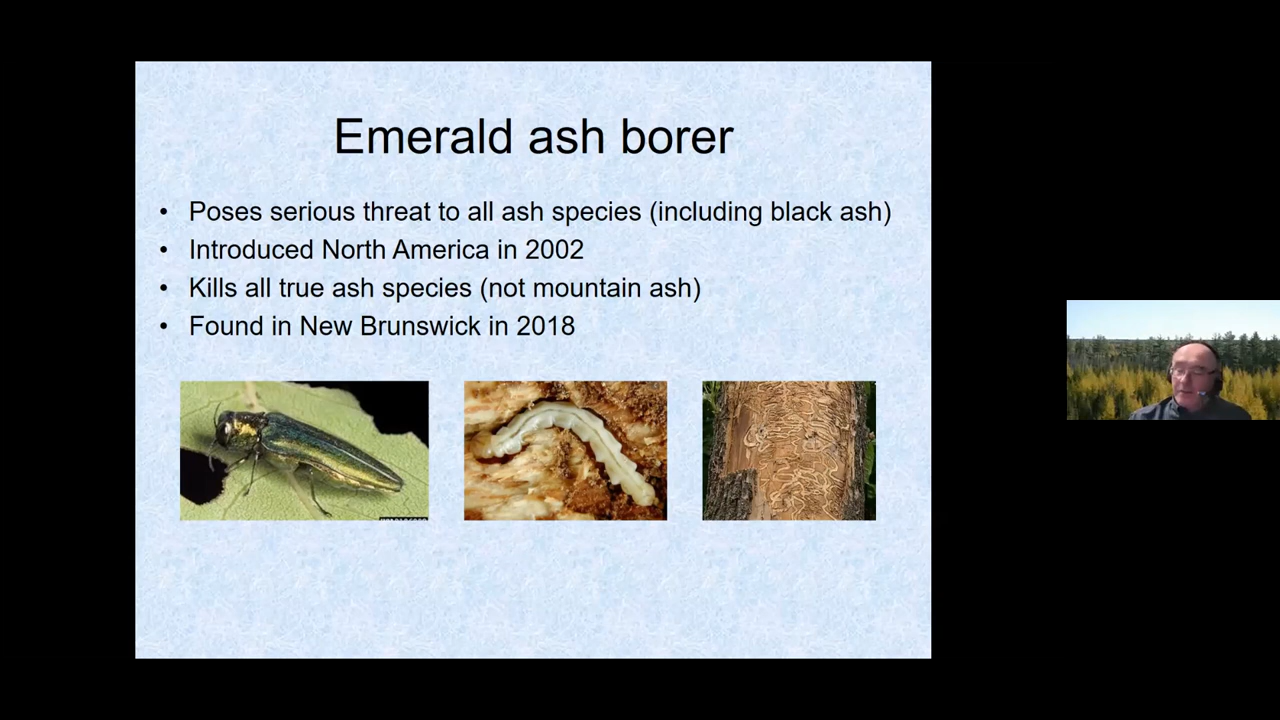 Emerald ash borer
• Poses serious threat to all ash species (including black ash)
• Introduced North America in 2002
• Kills all true ash species (not mountain ash)
• Found in New Brunswick in 2018